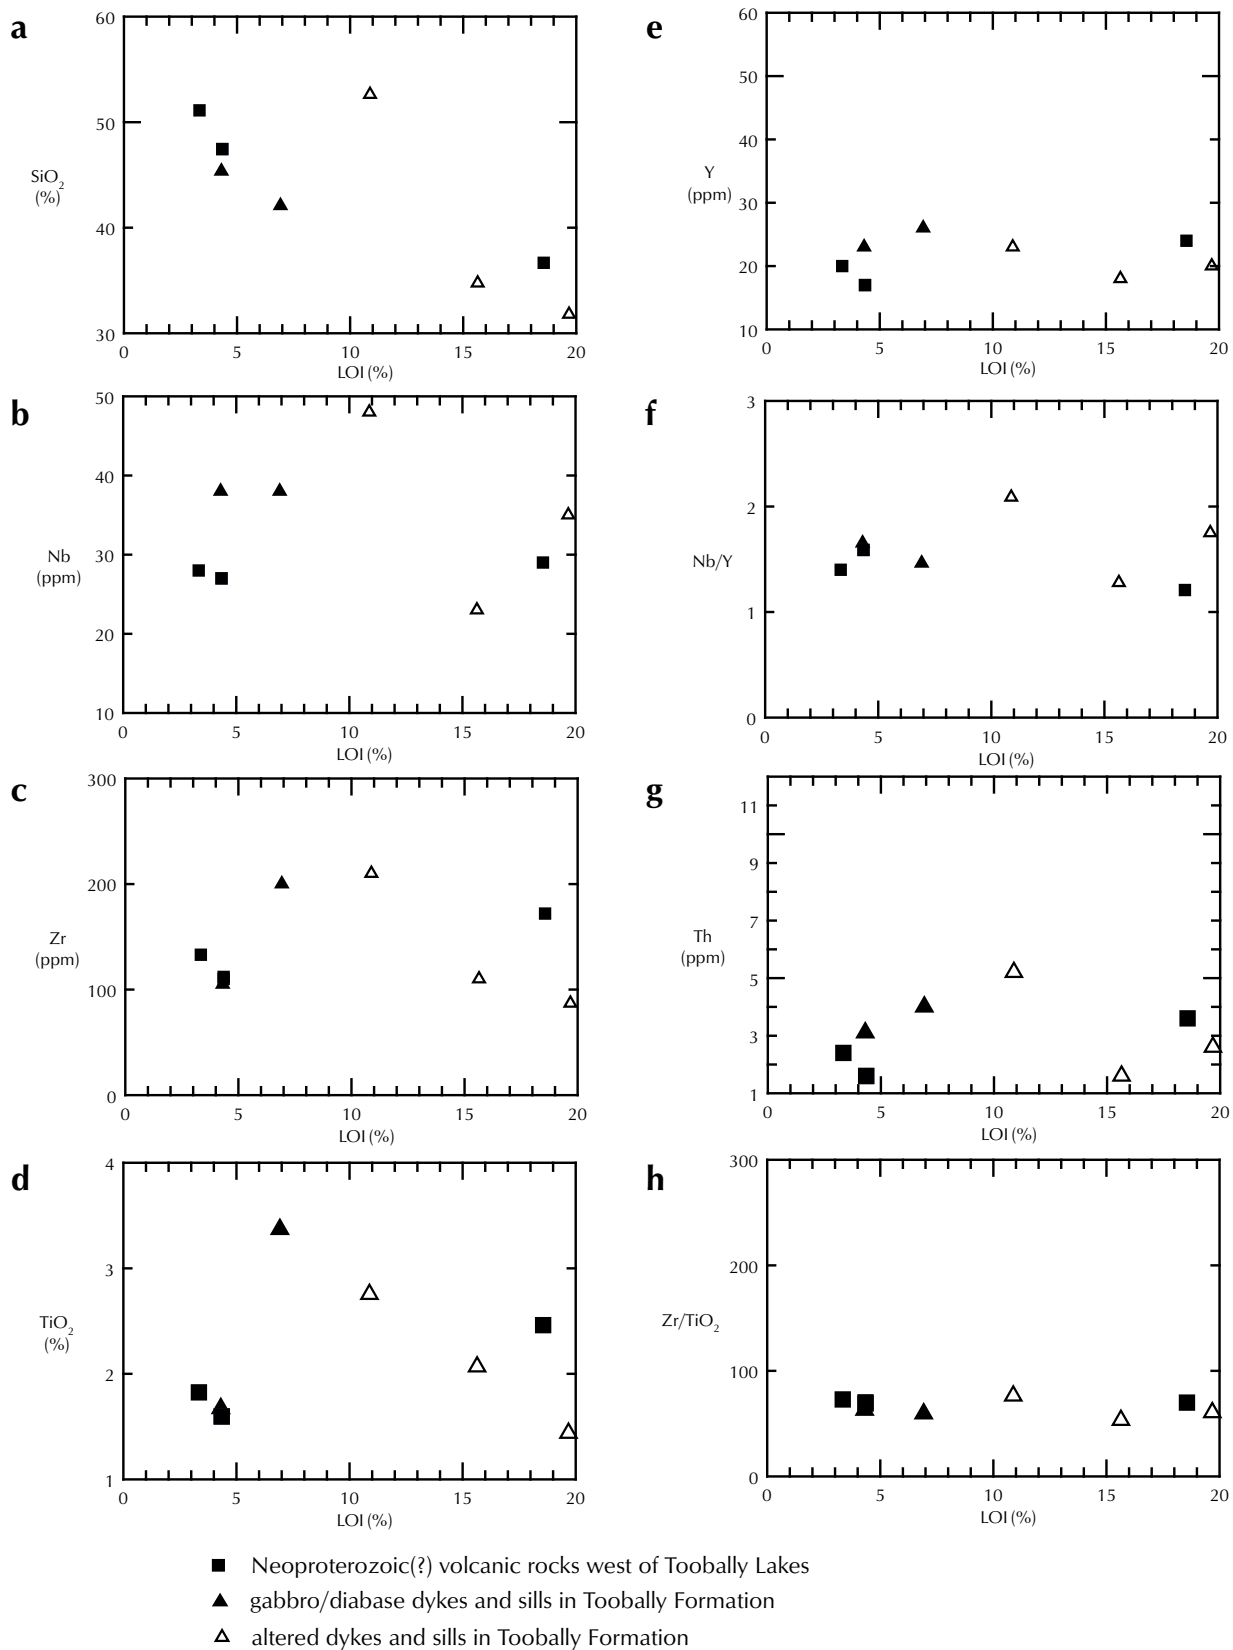 a
60
50
SiO2
(%)
40
30
0 5 10 15 20
LOI (%)
b
50
40
Nb
(ppm)
30
20
10
0 5 10 15 20
LOI (%)
c
300
200
Zr
(ppm)
100
0
0 5 10 15 20
LOI (%)
d
4
3
TiO2
(%)
2
1
0 5 10 15 20
LOI (%)
e
60
50
40
Y
(ppm)
30
20
10
0 5 10 15 20
LOI (%)
f
3
2
Nb/Y
1
0
0 5 10 15 20
LOI (%)
g
11
9
7
Th
(ppm)
5
3
1
0 5 10 15 20
LOI (%)
h
300
200
Zr/TiO2
100
0
0 5 10 15 20
LOI (%)
Neoproterozoic(?) volcanic rocks west of Toobally Lakes
gabbro/diabase dykes and sills in Toobally Formation
altered dykes and sills in Toobally Formation